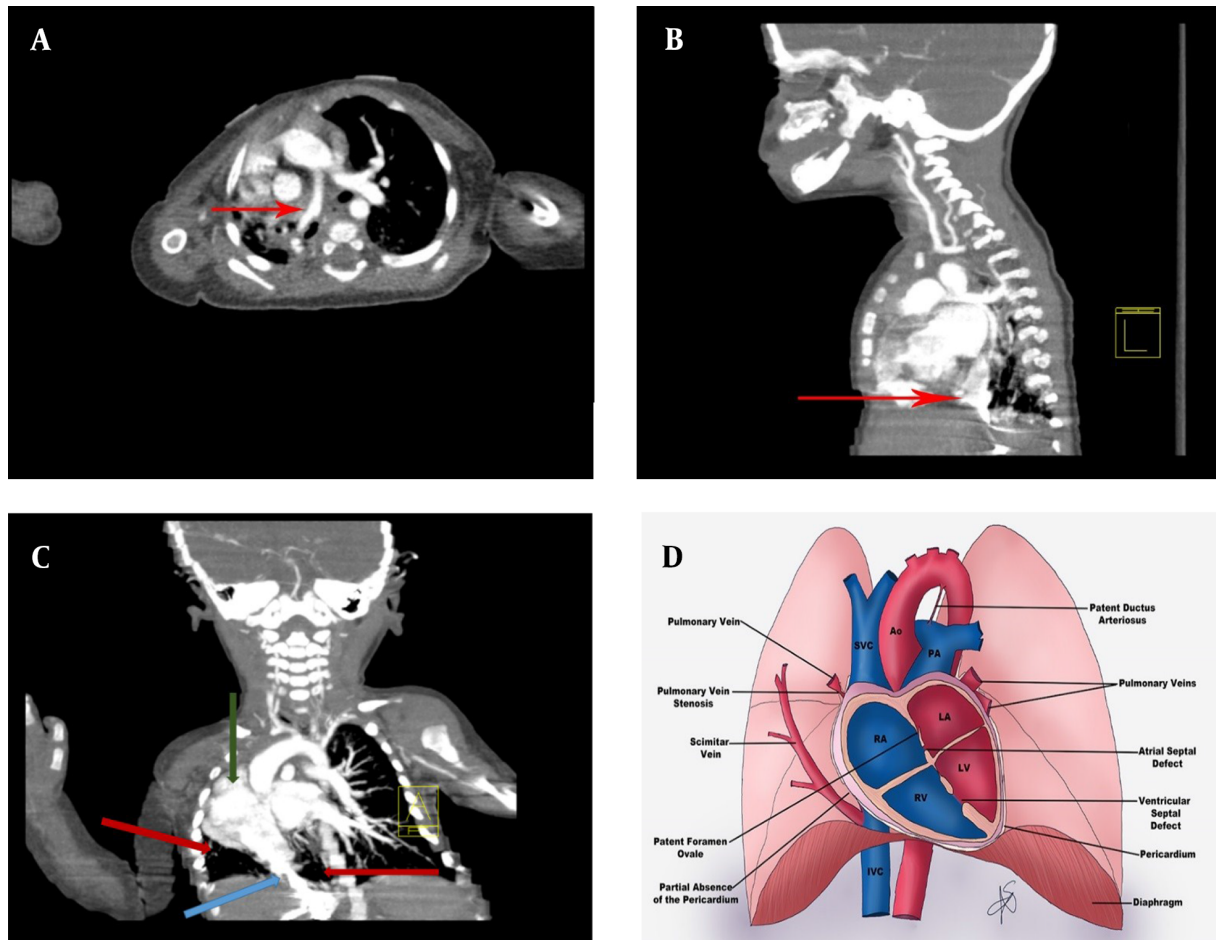 A
B
L
C
A
D
Patent Ductus
Arteriosus
Pulmonary Vein
SVC
Ao
PA
Pulmonary Vein
Stenosis
Pulmonary Veins
LA
Scimitar
Vein
RA
Atrial Septal
Defect
LV
RV
Ventricular
Septal
Defect
Patent Foramen
Ovale
Pericardium
Partial Absence
of the Pericardium
IVC
Diaphragm